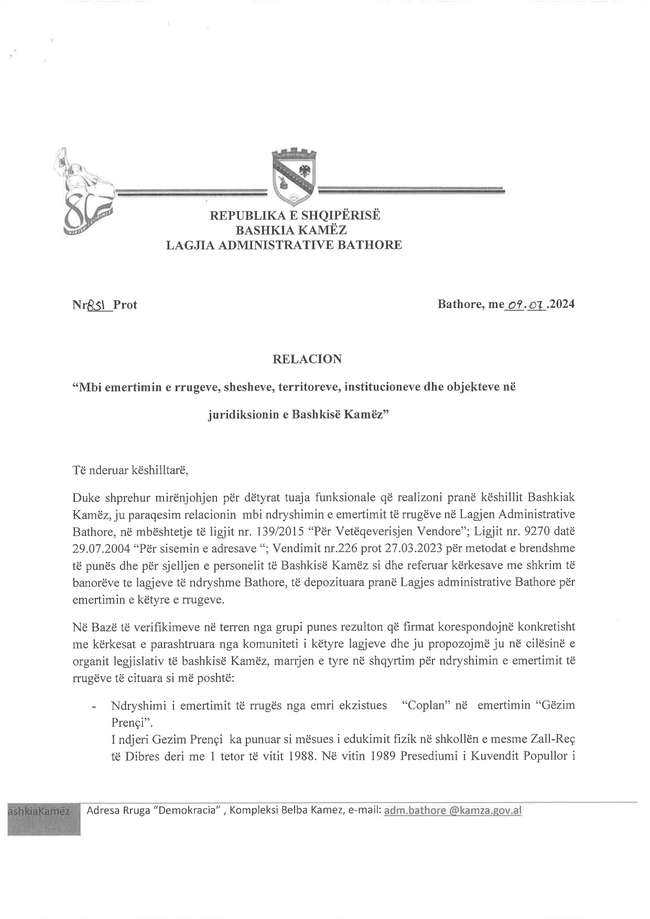 80
REPUBLIKA E SHQIPËRISË
BASHKIA KAMËZ
LAGJIA ADMINISTRATIVE BATHORE
Nr 851 Prot
Bathore, me 09.07.2024
RELACION
“Mbi emertimin e rrugeve, shesheve, territoreve, institucioneve dhe objekteve në
juridiksionin e Bashkisë Kamëz”
Të nderuar këshilltarë,
Duke shprehur mirënjohjen për dëtyrat tuaja funksionale që realizoni pranë këshillit Bashkiak
Kamëz, ju paraqesim relacionin mbi ndryshimin e emertimit të rrugëve në Lagjen Administrative
Bathore, në mbështetje të ligjit nr. 139/2015 “Për Vetëqeverisjen Vendore”; Ligjit nr. 9270 datë
29.07.2004 “Për sisemin e adresave “; Vendimit nr.226 prot 27.03.2023 për metodat e brendshme
të punës dhe për sjelljen e personelit të Bashkisë Kamëz si dhe referuar kërkesave me shkrim të
banorëve te lagjeve të ndryshme Bathore, të depozituara pranë Lagjes administrative Bathore për
emertimin e këtyre e rrugeve.
Në Bazë të verifikimeve në terren nga grupi punes rezulton që firmat korespondojnë konkretisht
me kërkesat e parashtruara nga komuniteti i këtyre lagjeve dhe ju propozojmë ju në cilësinë e
organit legjislativ të bashkisë Kamëz, marrjen e tyre në shqyrtim për ndryshimin e emertimit të
rrugëve të cituara si më poshtë:
- Ndryshimi i emertimit të rrugës nga emri ekzistues “Coplan” në emertimin “Gëzim
Prençi”.
I ndjeri Gezim Prençi ka punuar si mësues i edukimit fizik në shkollën e mesme Zall-Reç
të Dibres deri me 1 tetor të vitit 1988. Në vitin 1989 Presediumi i Kuvendit Popullor i
ashkiaKamëz
Adresa Rruga “Demokracia” , Kompleksi Belba Kamez, e-mail: adm.bathore @kamza.gov.al